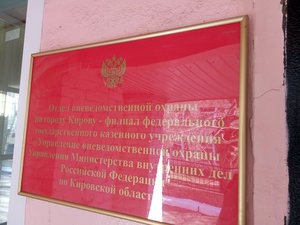 Отдел вневедомственной охраны
по городу Кирову - филиал федерального
государственного казенного учреждения
"Управление вневедомственной охраны
Управления Министерства внутренних дел
Российской Федерации
по Кировской области"